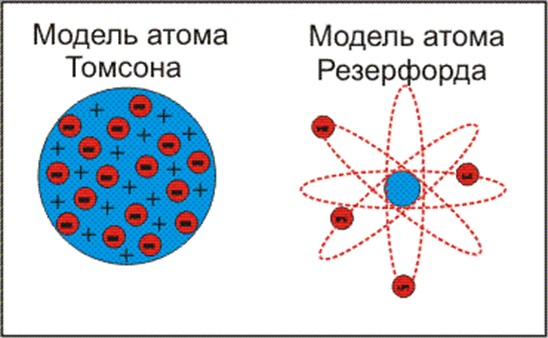 Модель атома
Томсона
Модель атома
Резерфорда